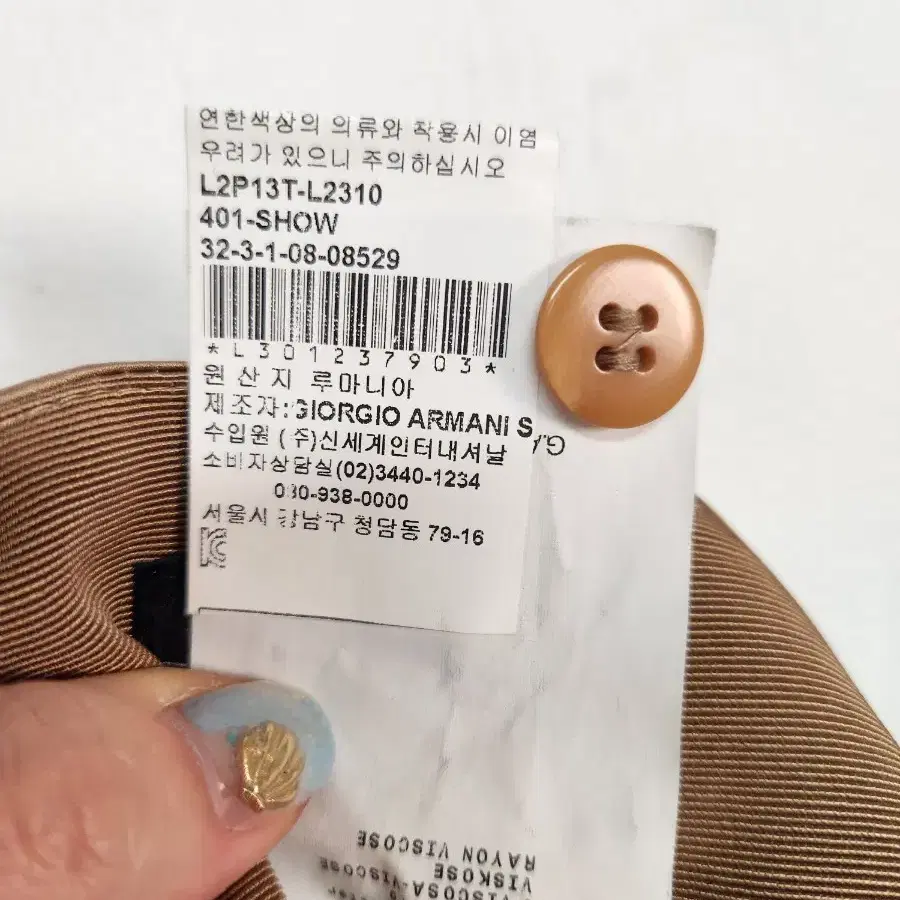 연한색상의 의류와 착용시 이염
우려가 있으니 주의하십시오
L2P13T-L2310
401-SHOW
32-3-1-08-08529
*L301237903*
원산지 루마니아
제조자:GIORGIO ARMANI S
수입원 (주)신세계인터내셔날
소비자상담실(02)3440-1234
080-938-0000
서울시 강남구 청담동 79-16
RAYON VISCOSE
VISKOSE
VISCOSA-VISCOSE